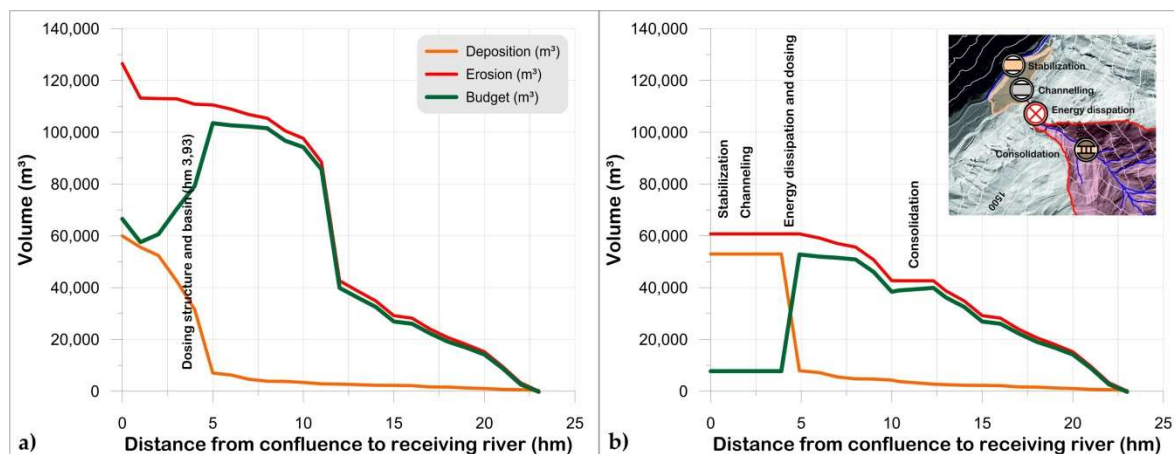 140,000
120,000
100,000
80,000
60,000
40,000
20,000
0
Volume (m³)
Deposition (m³)
Erosion (m³)
Budget (m³)
Dosing structure and basin (hm 3,93)
0 5 10 15 20 25
a)
Distance from confluence to receiving river (hm)
140,000
120,000
100,000
80,000
60,000
40,000
20,000
0
Volume (m³)
Stabilization
Channeling
Energy dissipation and dosing
Consolidation
Stabilization
Channelling
Energy disspation
Consolidation
1500
0 5 10 15 20 25
b)
Distance from confluence to receiving river (hm)